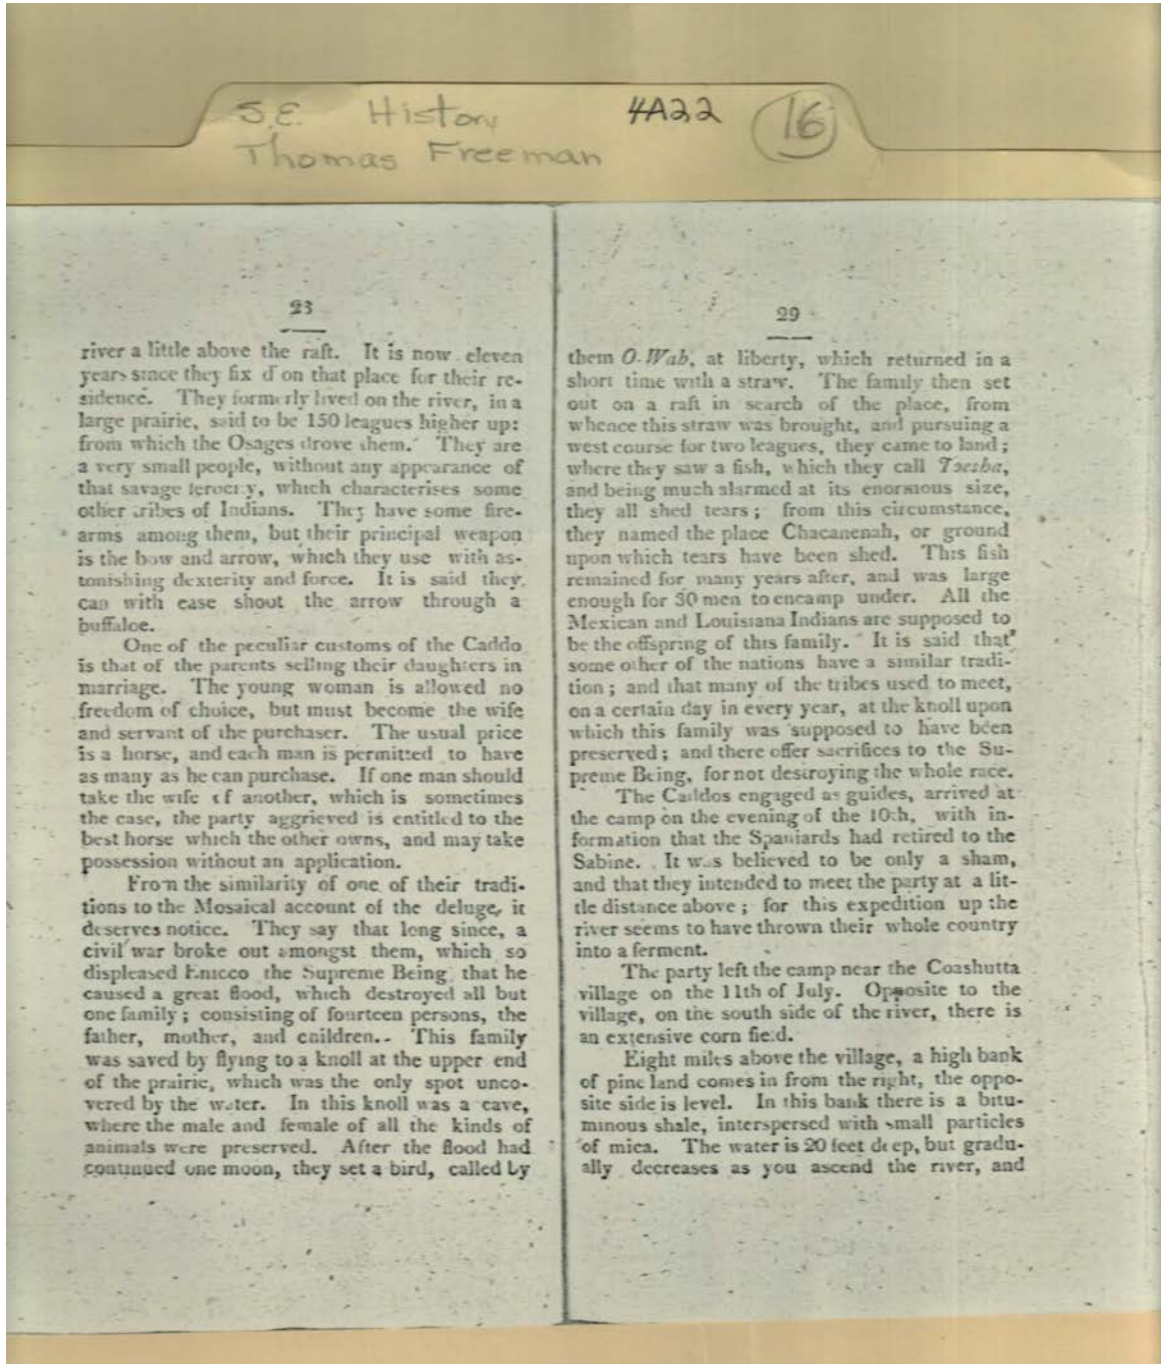 S.E. History 4A22 16
Thomas Freeman
23
river a little above the raft. It is now eleven
years since they fix d on that place for their re-
sidence. They formerly lived on the river, in a
large prairie, said to be 150 leagues higher up:
from which the Osages drove them. They are
a very small people, without any appearance of
that savage ferocity, which characterises some
other tribes of Indians. They have some fire-
arms among them, but their principal weapon
is the bow and arrow, which they use with as-
tonishing dexterity and force. It is said they
can with ease shoot the arrow through a
buffaloe.
One of the peculiar customs of the Caddo
is that of the parents selling their daughters in
marriage. The young woman is allowed no
freedom of choice, but must become the wife
and servant of the purchaser. The usual price
is a horse, and each man is permitted to have
as many as he can purchase. If one man should
take the wife of another, which is sometimes
the case, the party aggrieved is entitled to the
best horse which the other owns, and may take
possession without an application.
From the similarity of one of their tradi-
tions to the Mosaical account of the deluge, it
deserves notice. They say that long since, a
civil war broke out amongst them, which so
displeased Enicco the Supreme Being that he
caused a great flood, which destroyed all but
one family; consisting of fourteen persons, the
father, mother, and children.. This family
was saved by flying to a knoll at the upper end
of the prairie, which was the only spot unco-
vered by the water. In this knoll was a cave,
where the male and female of all the kinds of
animals were preserved. After the flood had
continued one moon, they set a bird, called by
29
them O. Wab, at liberty, which returned in a
short time with a straw. The family then set
out on a raft in search of the place, from
whence this straw was brought, and pursuing a
west course for two leagues, they came to land;
where they saw a fish, which they call Toesha,
and being much alarmed at its enormous size,
they all shed tears; from this circumstance,
they named the place Chacanenah, or ground
upon which tears have been shed. This fish
remained for many years after, and was large
enough for 30 men to encamp under. All the
Mexican and Louisiana Indians are supposed to
be the offspring of this family. It is said that
some other of the nations have a similar tradi-
tion; and that many of the tribes used to meet,
on a certain day in every year, at the knoll upon
which this family was supposed to have been
preserved; and there offer sacrifices to the Su-
preme Being, for not destroying the whole race.
The Caddos engaged as guides, arrived at
the camp on the evening of the 10th, with in-
formation that the Spaniards had retired to the
Sabine. It was believed to be only a sham,
and that they intended to meet the party at a lit-
tle distance above; for this expedition up the
river seems to have thrown their whole country
into a ferment.
The party left the camp near the Coashutta
village on the 11th of July. Opposite to the
village, on the south side of the river, there is
an extensive corn field.
Eight miles above the village, a high bank
of pine land comes in from the right, the oppo-
site side is level. In this bank there is a bitu-
minous shale, interspersed with small particles
of mica. The water is 20 feet deep, but gradu-
ally decreases as you ascend the river, and